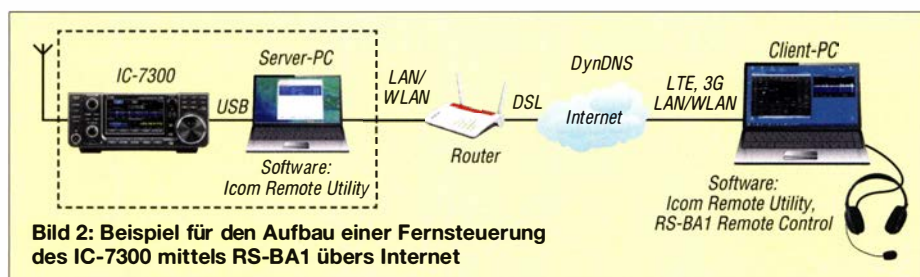 IC-7300
Server-PC
USB
Software:
Icom Remote Utility
LAN/
WLAN
Router
DSL
DynDNS
Internet
LTE, 3G
LAN/WLAN
Client-PC
Software:
Icom Remote Utility,
RS-BA1 Remote Control
Bild 2: Beispiel für den Aufbau einer Fernsteuerung
des IC-7300 mittels RS-BA1 übers Internet